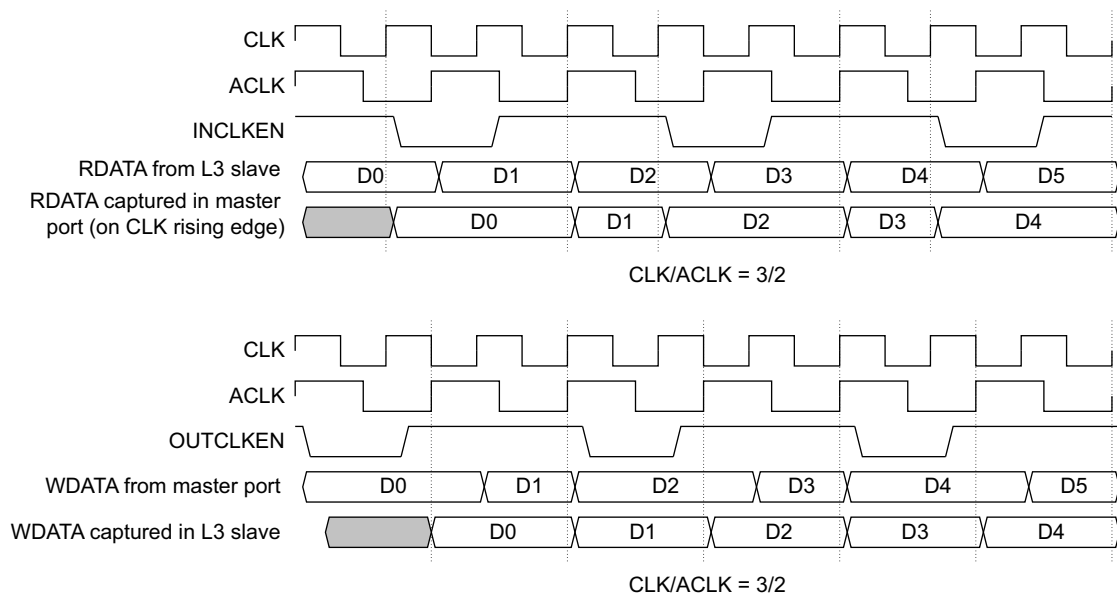 CLK
ACLK
INCLKEN
RDATA from L3 slave D0 D1 D2 D3 D4 D5
RDATA captured in master
port (on CLK rising edge) D0 D1 D2 D3 D4
CLK/ACLK = 3/2
CLK
ACLK
OUTCLKEN
WDATA from master port D0 D1 D2 D3 D4 D5
WDATA captured in L3 slave D0 D1 D2 D3 D4
CLK/ACLK = 3/2